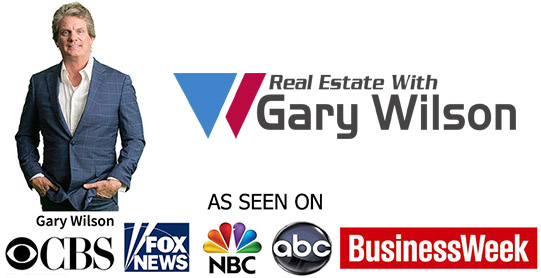 Real Estate With
Gary Wilson
Gary Wilson
AS SEEN ON
CBS
FOX
NEWS
NBC
abc
BusinessWeek